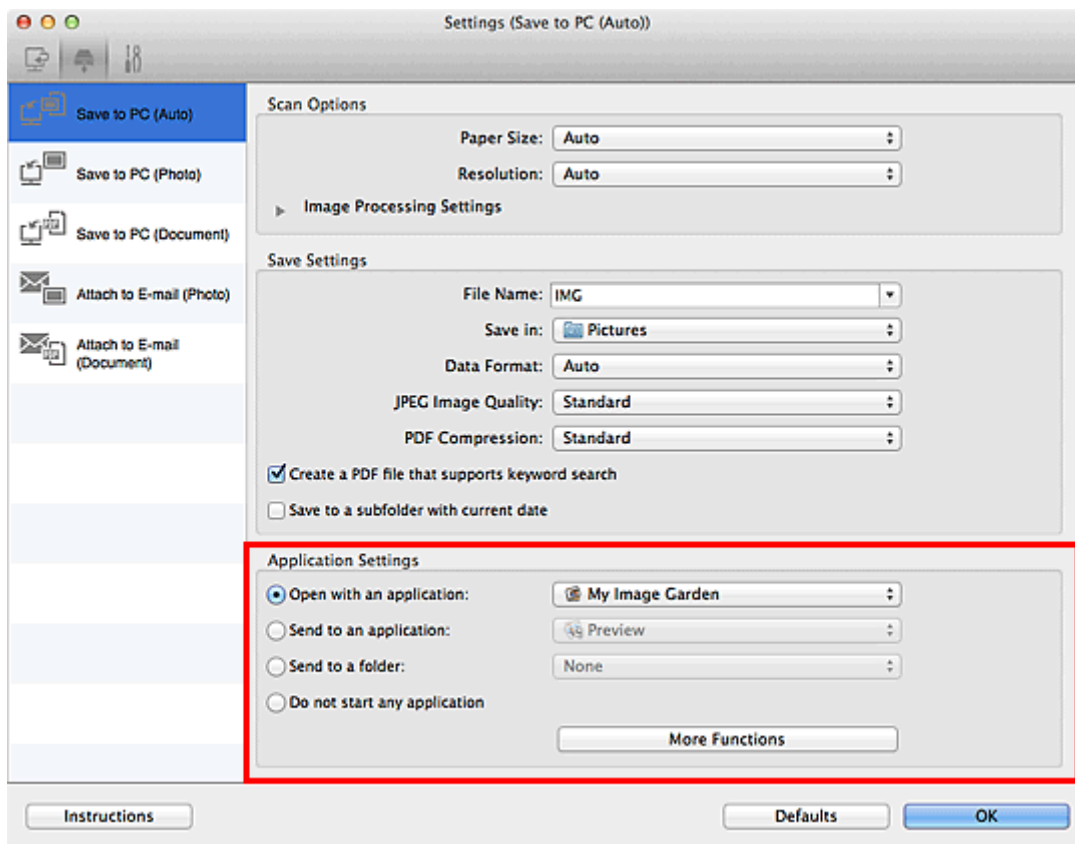 Settings (Save to PC (Auto))
Save to PC (Auto)
Save to PC (Photo)
Save to PC (Document)
Attach to E-mail (Photo)
Attach to E-mail
(Document)
Scan Options
Paper Size: Auto
Resolution: Auto
Image Processing Settings
Save Settings
File Name: IMG
Save in: Pictures
Data Format: Auto
JPEG Image Quality: Standard
PDF Compression: Standard
Create a PDF file that supports keyword search
Save to a subfolder with current date
Application Settings
Open with an application: My Image Garden
Send to an application: Preview
Send to a folder: None
Do not start any application
More Functions
Instructions
Defaults
OK